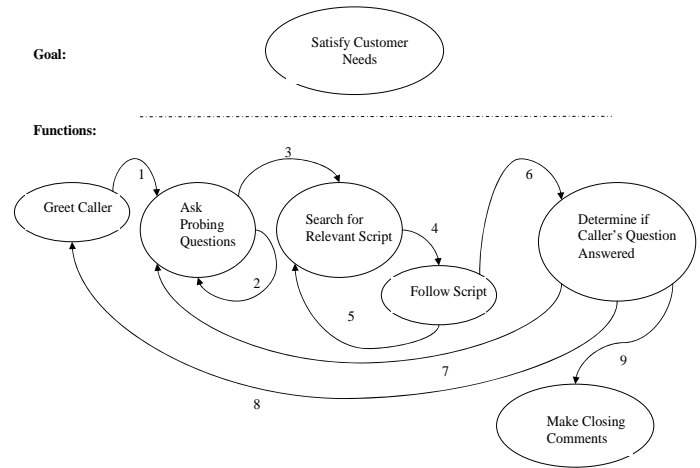 Goal:
Satisfy Customer
Needs
Functions:
1
3
6
Greet Caller
Ask
Probing
Questions
2
Search for
Relevant Script
4
Determine if
Caller's Question
Answered
Follow Script
5
7
8
9
Make Closing
Comments